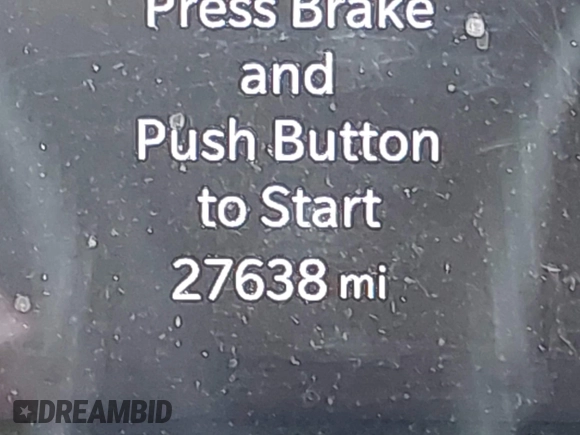 Press Brake
and
Push Button
to Start
27638 mi
DREAMBID